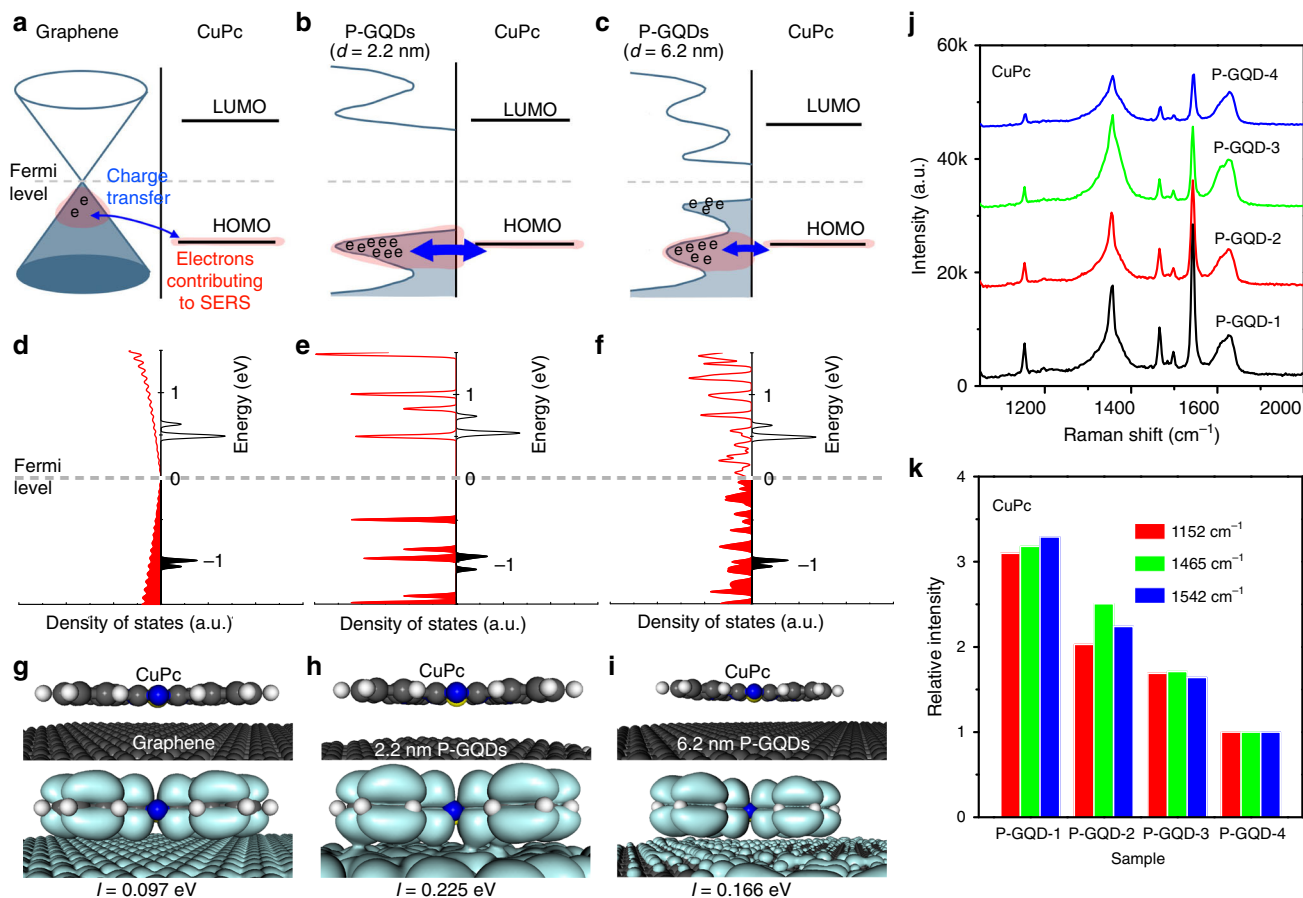 a
Graphene
CuPc
LUMO
Fermi
level
Charge
transfer
e
e
HOMO
Electrons
contributing
to SERS
b
P-GQDs
(d = 2.2 nm)
CuPc
LUMO
e e e e
e e e
HOMO
c
P-GQDs
(d = 6.2 nm)
CuPc
LUMO
e e e
e e
e e e e
e e
HOMO
d
1
Energy (eV)
0
Fermi
level
−1
Density of states (a.u.)
e
1
Energy (eV)
0
−1
Density of states (a.u.)
f
1
Energy (eV)
0
−1
Density of states (a.u.)
g
CuPc
Graphene
I = 0.097 eV
h
CuPc
2.2 nm P-GQDs
I = 0.225 eV
i
CuPc
6.2 nm P-GQDs
I = 0.166 eV
j
60k
40k
20k
0
Intensity (a.u.)
CuPc
P-GQD-4
P-GQD-3
P-GQD-2
P-GQD-1
1200 1400 1600 2000
Raman shift (cm−1)
k
4
3
2
1
0
Relative intensity
CuPc
1152 cm−1
1465 cm−1
1542 cm−1
P-GQD-1 P-GQD-2 P-GQD-3 P-GQD-4
Sample